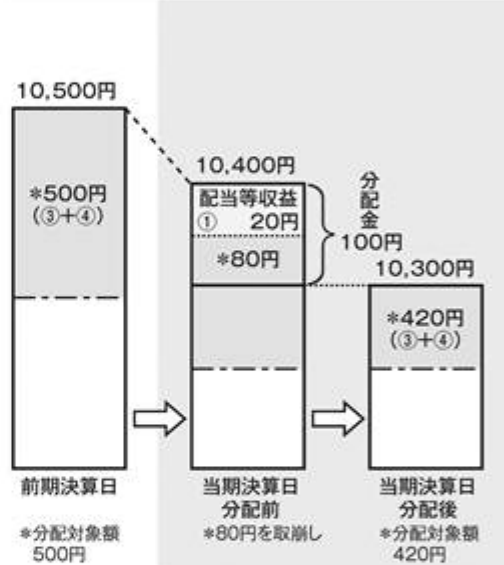 10,500円
*500円
(③+④)
10,400円
配当等収益
① 20円
*80円
分配金
100円
10,300円
*420円
(③+④)
前期決算日
*分配対象額
500円
当期決算日
分配前
*80円を取崩し
当期決算日
分配後
*分配対象額
420円